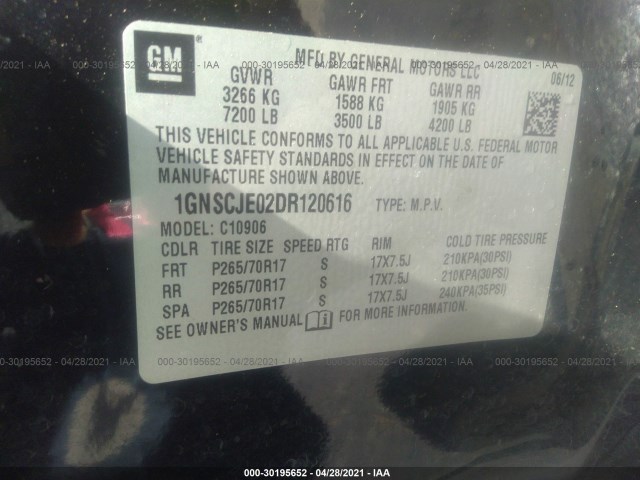 GM ®
MFD BY GENERAL MOTORS LLC
06/12
GVWR GAWR FRT GAWR RR
3266 KG 1588 KG 1905 KG
7200 LB 3500 LB 4200 LB
THIS VEHICLE CONFORMS TO ALL APPLICABLE U.S. FEDERAL MOTOR
VEHICLE SAFETY STANDARDS IN EFFECT ON THE DATE OF
MANUFACTURE SHOWN ABOVE.
1GNSCJE02DR120616 TYPE: M.P.V.
MODEL: C10906
CDLR TIRE SIZE SPEED RTG RIM COLD TIRE PRESSURE
FRT P265/70R17 S 17X7.5J 210KPA(30PSI)
RR P265/70R17 S 17X7.5J 210KPA(30PSI)
SPA P265/70R17 S 17X7.5J 240KPA(35PSI)
SEE OWNER'S MANUAL i FOR MORE INFORMATION.
000-30195652 - 04/28/2021 - IAA